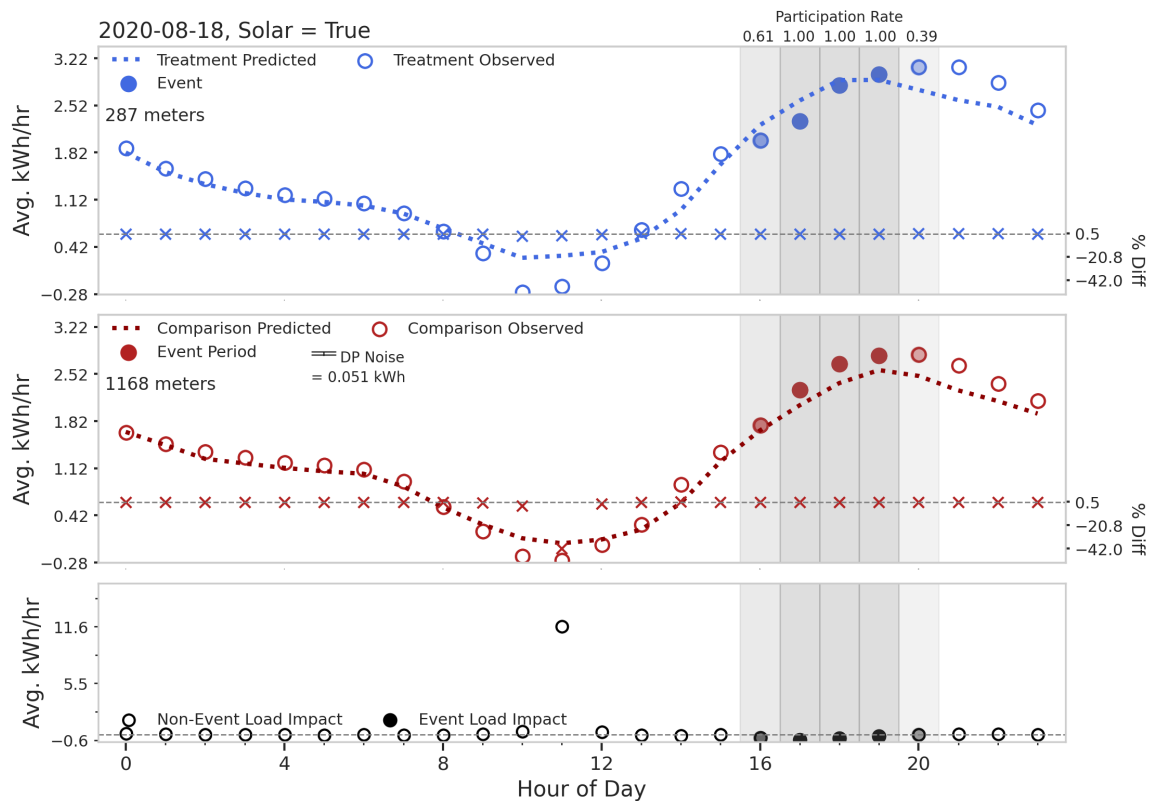 Participation Rate
2020-08-18, Solar = True
0.61 1.00 1.00 1.00 0.39
3.22
Treatment Predicted
Treatment Observed
Event
2.52
287 meters
1.82
1.12
0.42
−0.28
Avg. kWh/hr
0.5
−20.8
−42.0
% Diff
3.22
Comparison Predicted
Comparison Observed
Event Period
DP Noise
= 0.051 kWh
2.52
1168 meters
1.82
1.12
0.42
−0.28
Avg. kWh/hr
0.5
−20.8
−42.0
% Diff
11.6
5.5
−0.6
Avg. kWh/hr
Non-Event Load Impact
Event Load Impact
0 4 8 12 16 20
Hour of Day